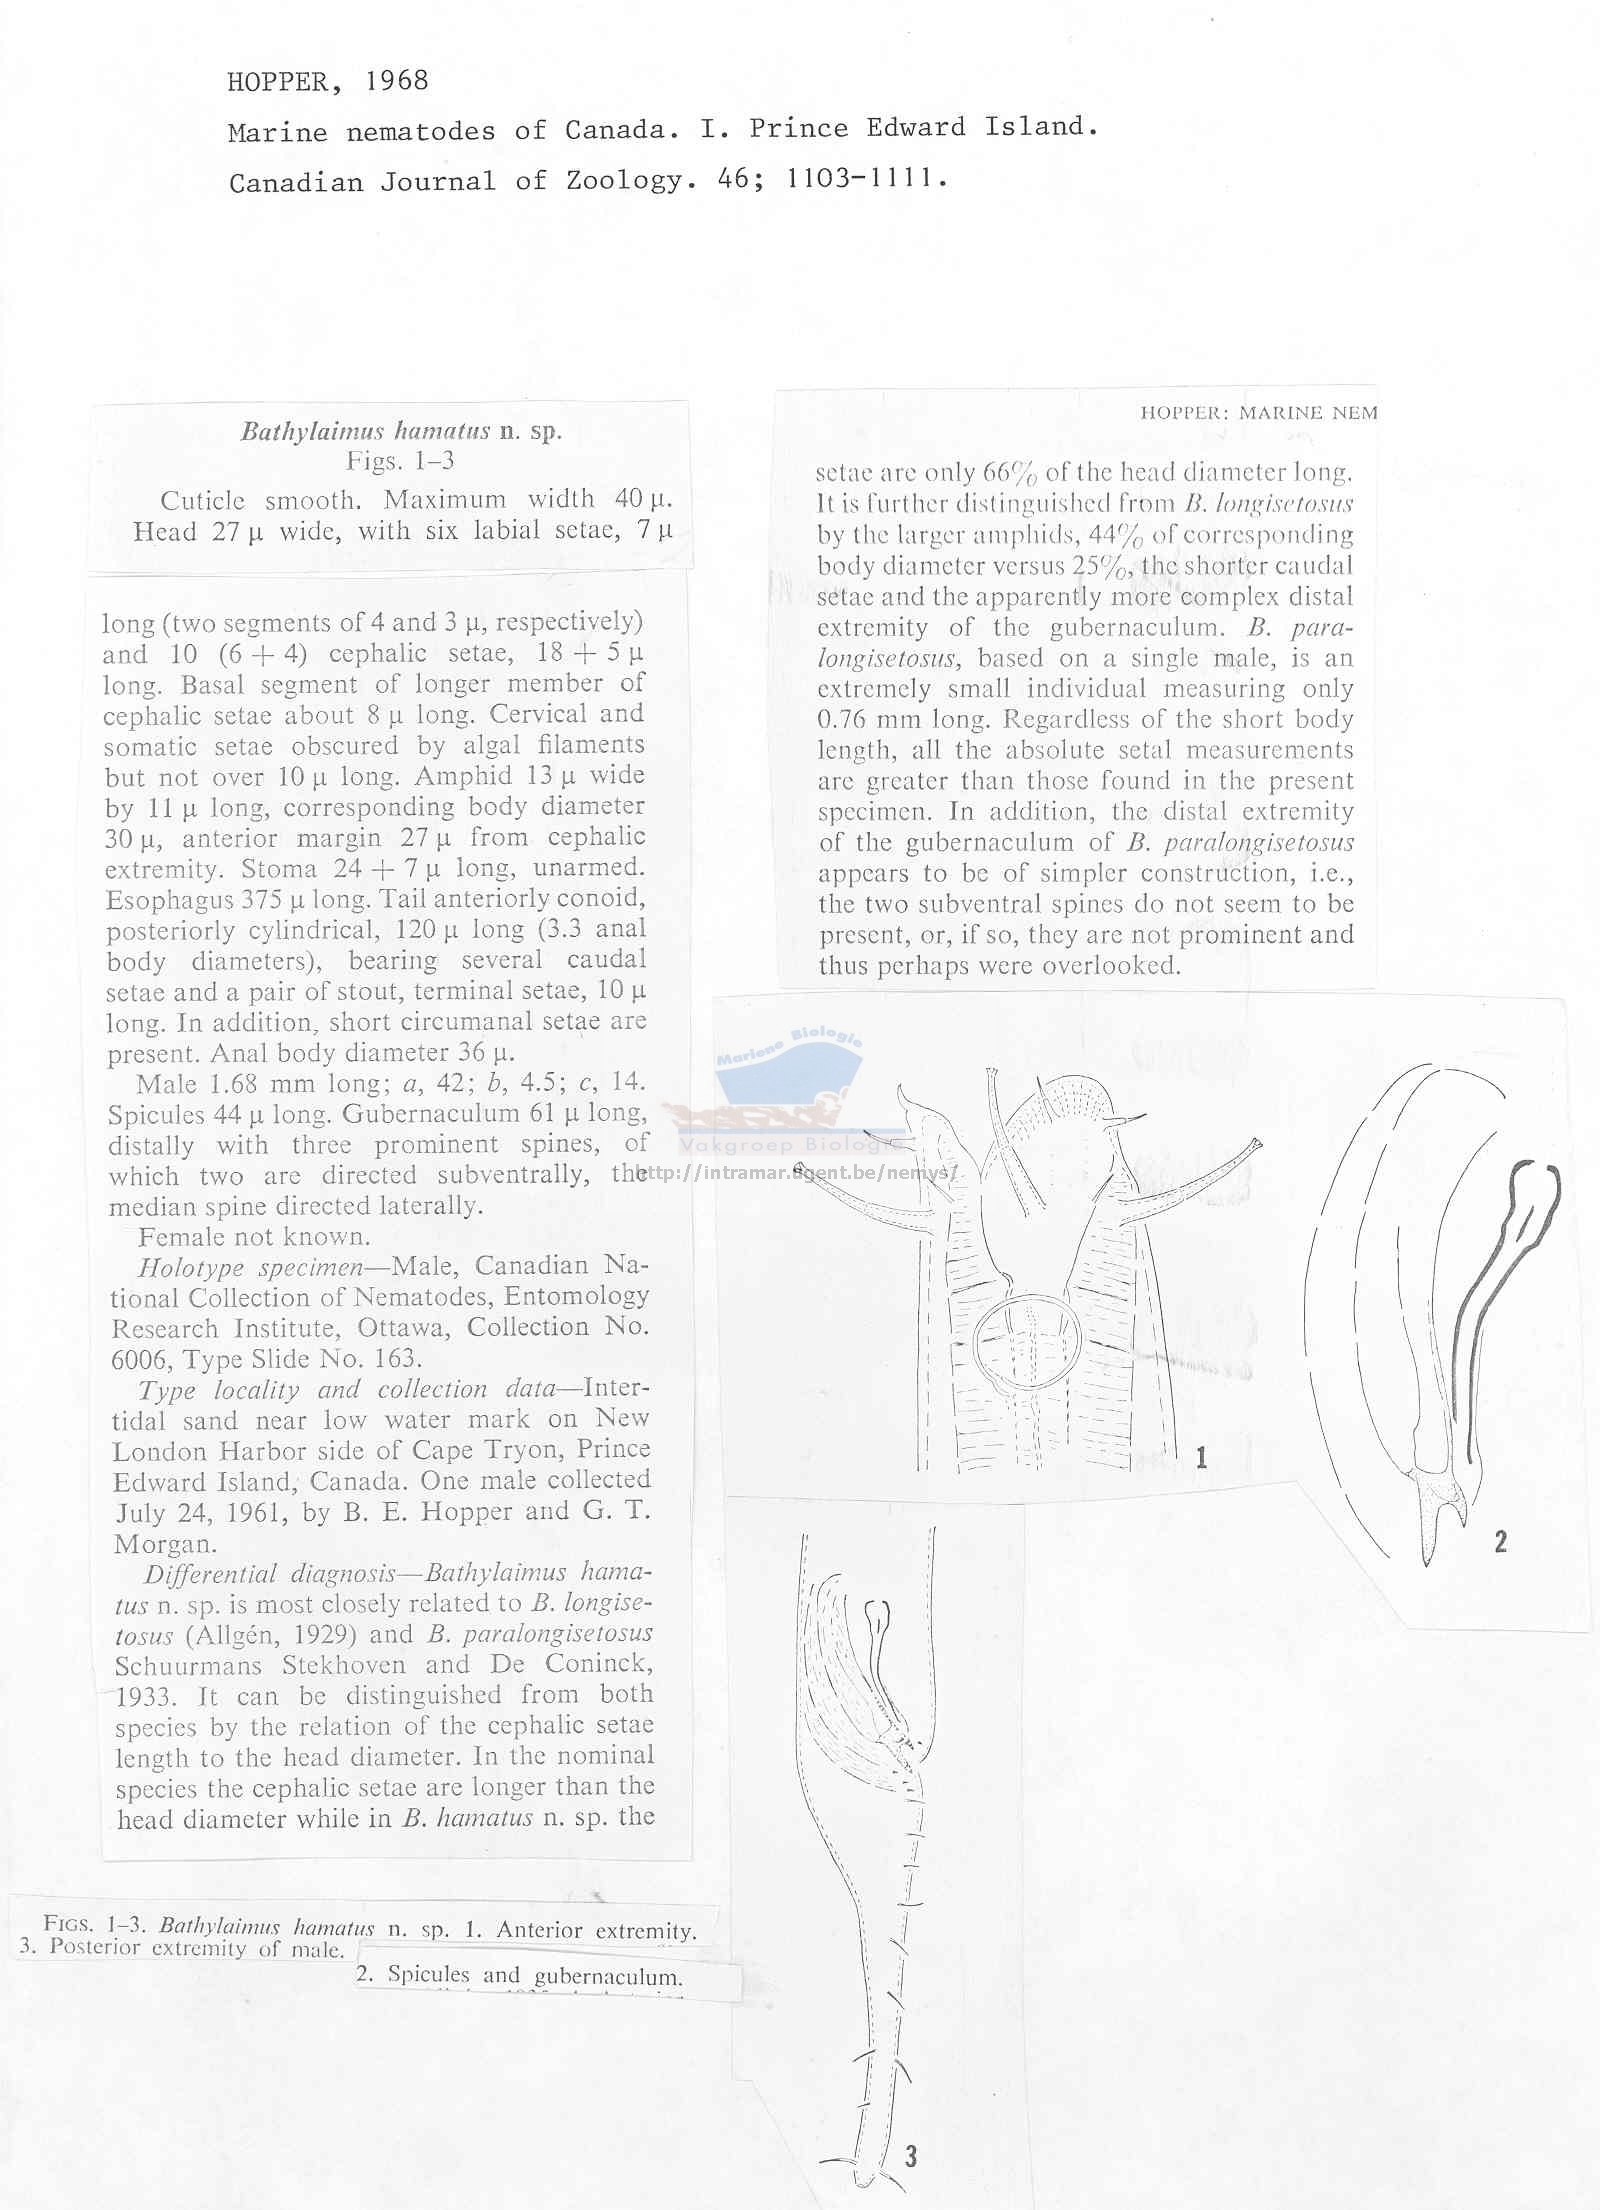 HOPPER, 1968
Marine nematodes of Canada. I. Prince Edward Island.
Canadian Journal of Zoology. 46; 1103-1111.
Bathylaimus hamatus n. sp.
Figs. 1–3
Cuticle smooth. Maximum width 40 µ.
Head 27 µ wide, with six labial setae, 7 µ
long (two segments of 4 and 3 µ, respectively)
and 10 (6 + 4) cephalic setae, 18 + 5 µ
long. Basal segment of longer member of
cephalic setae about 8 µ long. Cervical and
somatic setae obscured by algal filaments
but not over 10 µ long. Amphid 13 µ wide
by 11 µ long, corresponding body diameter
30 µ, anterior margin 27 µ from cephalic
extremity. Stoma 24 + 7 µ long, unarmed.
Esophagus 375 µ long. Tail anteriorly conoid,
posteriorly cylindrical, 120 µ long (3.3 anal
body diameters), bearing several caudal
setae and a pair of stout, terminal setae, 10 µ
long. In addition, short circumanal setae are
present. Anal body diameter 36 µ.
Male 1.68 mm long; a, 42; b, 4.5; c, 14.
Spicules 44 µ long. Gubernaculum 61 µ long,
distally with three prominent spines, of
which two are directed subventrally, the
median spine directed laterally.
Female not known.
Holotype specimen—Male, Canadian Na-
tional Collection of Nematodes, Entomology
Research Institute, Ottawa, Collection No.
6006, Type Slide No. 163.
Type locality and collection data—Inter-
tidal sand near low water mark on New
London Harbor side of Cape Tryon, Prince
Edward Island, Canada. One male collected
July 24, 1961, by B. E. Hopper and G. T.
Morgan.
Differential diagnosis—Bathylaimus hama-
tus n. sp. is most closely related to B. longise-
tosus (Allgén, 1929) and B. paralongisetosus
Schuurmans Stekhoven and De Coninck,
1933. It can be distinguished from both
species by the relation of the cephalic setae
length to the head diameter. In the nominal
species the cephalic setae are longer than the
head diameter while in B. hamatus n. sp. the
HOPPER: MARINE NEM
setae are only 66% of the head diameter long.
It is further distinguished from B. longisetosus
by the larger amphids, 44% of corresponding
body diameter versus 25%, the shorter caudal
setae and the apparently more complex distal
extremity of the gubernaculum. B. para-
longisetosus, based on a single male, is an
extremely small individual measuring only
0.76 mm long. Regardless of the short body
length, all the absolute setal measurements
are greater than those found in the present
specimen. In addition, the distal extremity
of the gubernaculum of B. paralongisetosus
appears to be of simpler construction, i.e.,
the two subventral spines do not seem to be
present, or, if so, they are not prominent and
thus perhaps were overlooked.
Mariene Biologie
Vakgroep Biologie
http://intramar.ugent.be/nemys/
1
2
3
FIGS. 1–3. Bathylaimus hamatus n. sp. 1. Anterior extremity.
3. Posterior extremity of male.
2. Spicules and gubernaculum.